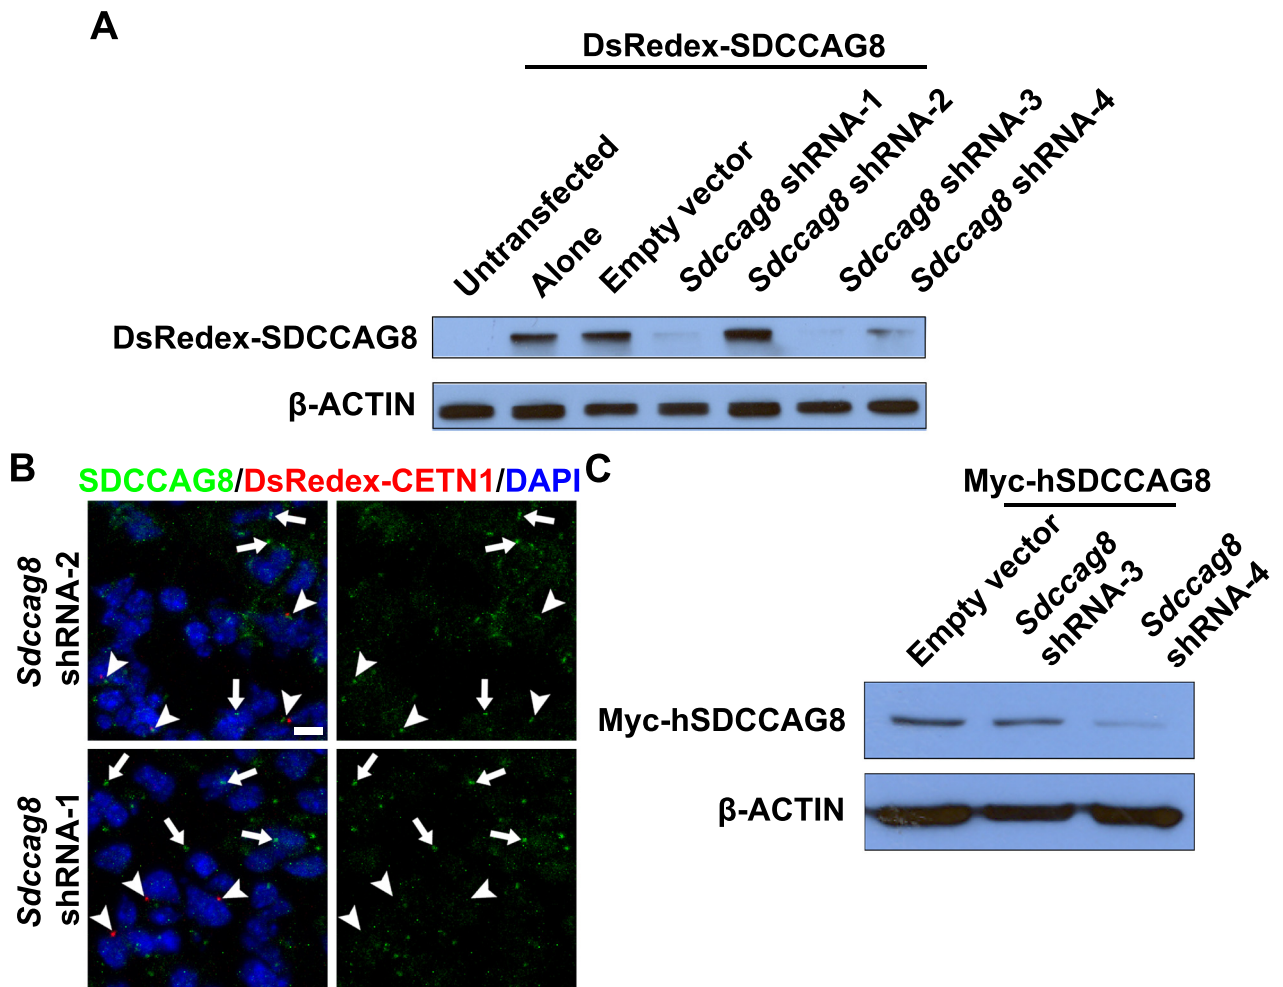 A
DsRedex-SDCCAG8
Untransfected
Alone
Empty vector
Sdccag8 shRNA-1
Sdccag8 shRNA-2
Sdccag8 shRNA-3
Sdccag8 shRNA-4
DsRedex-SDCCAG8
β-ACTIN
B
SDCCAG8/DsRedex-CETN1/DAPI
Sdccag8
shRNA-2
Sdccag8
shRNA-1
C
Myc-hSDCCAG8
Empty vector
Sdccag8
shRNA-3
Sdccag8
shRNA-4
Myc-hSDCCAG8
β-ACTIN